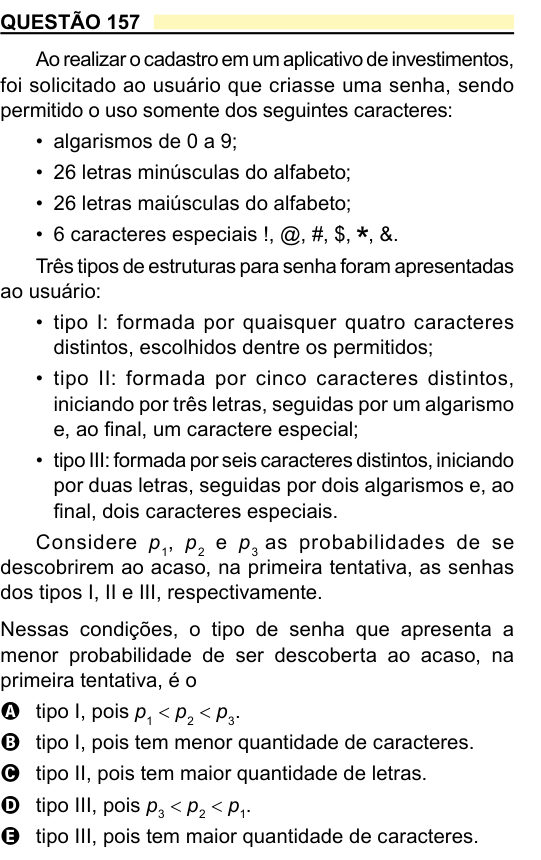 QUESTÃO 157
Ao realizar o cadastro em um aplicativo de investimentos,
foi solicitado ao usuário que criasse uma senha, sendo
permitido o uso somente dos seguintes caracteres:
• algarismos de 0 a 9;
• 26 letras minúsculas do alfabeto;
• 26 letras maiúsculas do alfabeto;
• 6 caracteres especiais !, @, #, $, *, &.
Três tipos de estruturas para senha foram apresentadas
ao usuário:
• tipo I: formada por quaisquer quatro caracteres
distintos, escolhidos dentre os permitidos;
• tipo II: formada por cinco caracteres distintos,
iniciando por três letras, seguidas por um algarismo
e, ao final, um caractere especial;
• tipo III: formada por seis caracteres distintos, iniciando
por duas letras, seguidas por dois algarismos e, ao
final, dois caracteres especiais.
Considere p₁, p₂ e p₃ as probabilidades de se
descobrirem ao acaso, na primeira tentativa, as senhas
dos tipos I, II e III, respectivamente.
Nessas condições, o tipo de senha que apresenta a
menor probabilidade de ser descoberta ao acaso, na
primeira tentativa, é o
A tipo I, pois p₁ < p₂ < p₃.
B tipo I, pois tem menor quantidade de caracteres.
C tipo II, pois tem maior quantidade de letras.
D tipo III, pois p₃ < p₂ < p₁.
E tipo III, pois tem maior quantidade de caracteres.